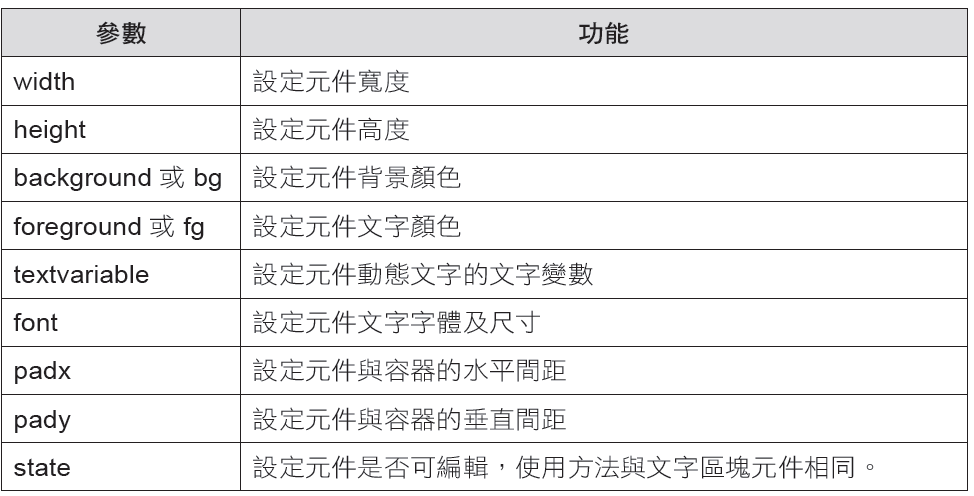 參數 功能
width 設定元件寬度
height 設定元件高度
background 或 bg 設定元件背景顏色
foreground 或 fg 設定元件文字顏色
textvariable 設定元件動態文字的文字變數
font 設定元件文字字體及尺寸
padx 設定元件與容器的水平間距
pady 設定元件與容器的垂直間距
state 設定元件是否可編輯，使用方法與文字區塊元件相同。